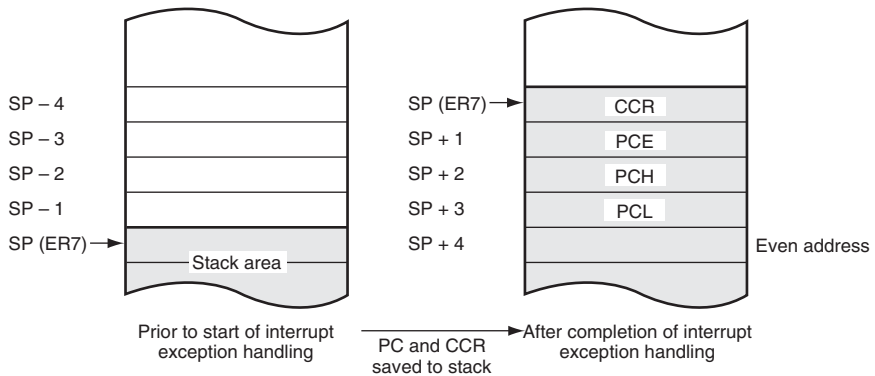 SP – 4
SP – 3
SP – 2
SP – 1
SP (ER7)
Stack area
SP (ER7)
SP + 1
SP + 2
SP + 3
SP + 4
CCR
PCE
PCH
PCL
Even address
Prior to start of interrupt
exception handling
PC and CCR
saved to stack
After completion of interrupt
exception handling